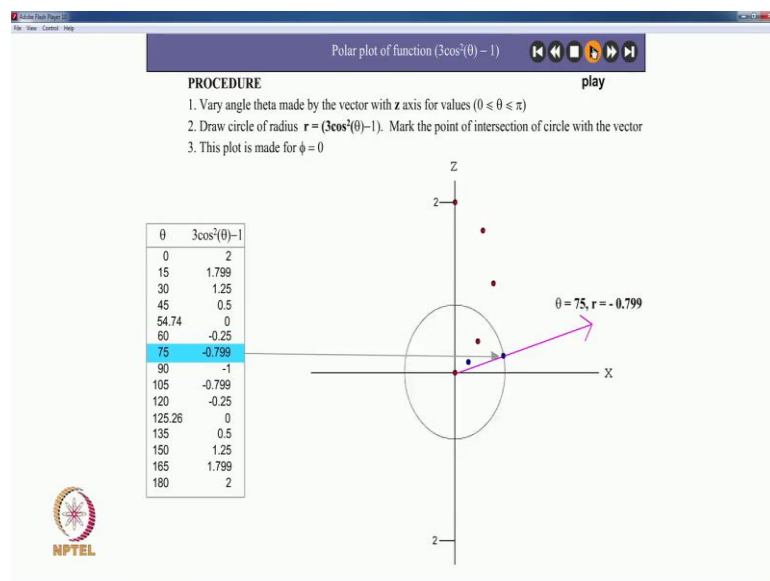 Adobe Flash Player 10
File View Control Help
Polar plot of function (3cos²(θ) – 1)
play
PROCEDURE
1. Vary angle theta made by the vector with z axis for values (0 ⩽ θ ⩽ π)
2. Draw circle of radius r = (3cos²(θ)–1). Mark the point of intersection of circle with the vector
3. This plot is made for ϕ = 0
Z
2
θ 3cos²(θ)–1
0 2
15 1.799
30 1.25
45 0.5
54.74 0
60 -0.25
75 -0.799
90 -1
105 -0.799
120 -0.25
125.26 0
135 0.5
150 1.25
165 1.799
180 2
θ = 75, r = - 0.799
X
2
NPTEL